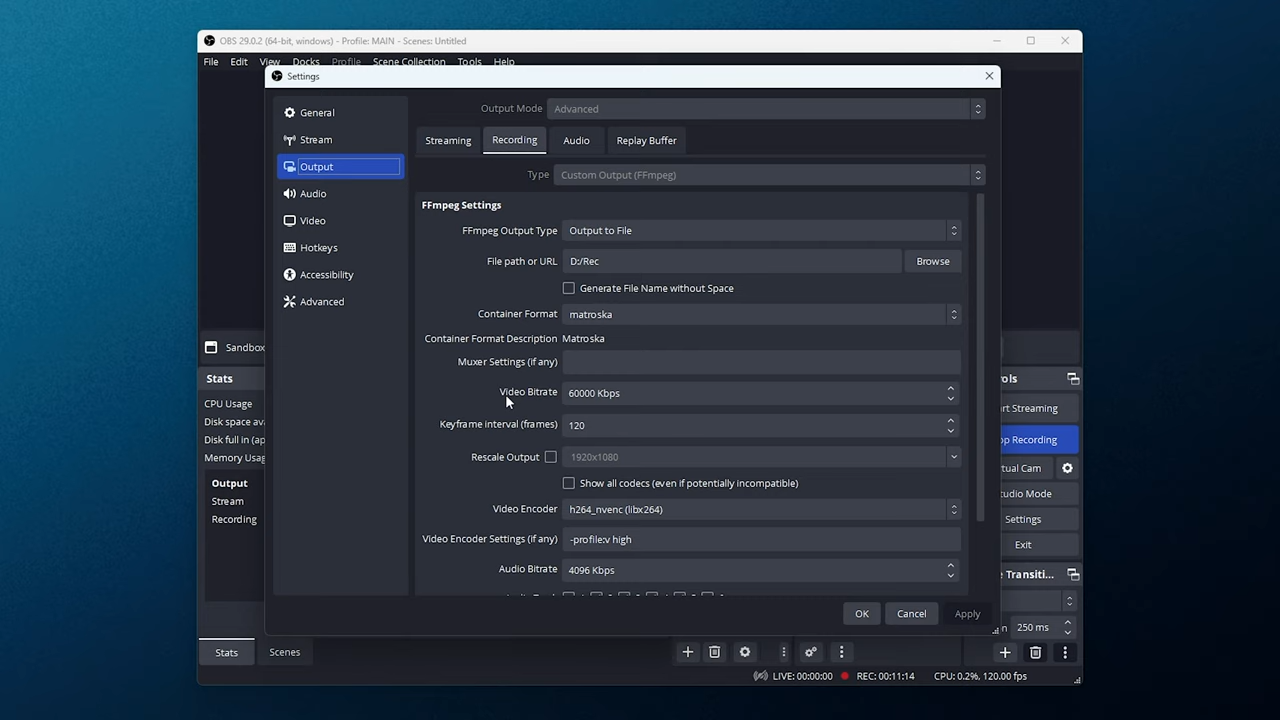 OBS 29.0.2 (64-bit, windows) - Profile: MAIN - Scenes: Untitled
File Edit View Docks Profile Scene Collection Tools Help
Settings
General
Stream
Output
Audio
Video
Hotkeys
Accessibility
Advanced
Output Mode Advanced
Streaming Recording Audio Replay Buffer
Type Custom Output (FFmpeg)
FFmpeg Settings
FFmpeg Output Type Output to File
File path or URL D:/Rec Browse
Generate File Name without Space
Container Format matroska
Container Format Description Matroska
Muxer Settings (if any)
Video Bitrate 60000 Kbps
Keyframe interval (frames) 120
Rescale Output 1920x1080
Show all codecs (even if potentially incompatible)
Video Encoder h264_nvenc (libx264)
Video Encoder Settings (if any) -profile:v high
Audio Bitrate 4096 Kbps
OK Cancel Apply
Sandbox
Stats
CPU Usage
Disk space av
Disk full in (ap
Memory Usag
Output
Stream
Recording
Stats Scenes
ols
rt Streaming
op Recording
tual Cam
udio Mode
Settings
Exit
e Transiti...
n 250 ms
LIVE: 00:00:00 REC: 00:11:14 CPU: 0.2%, 120.00 fps